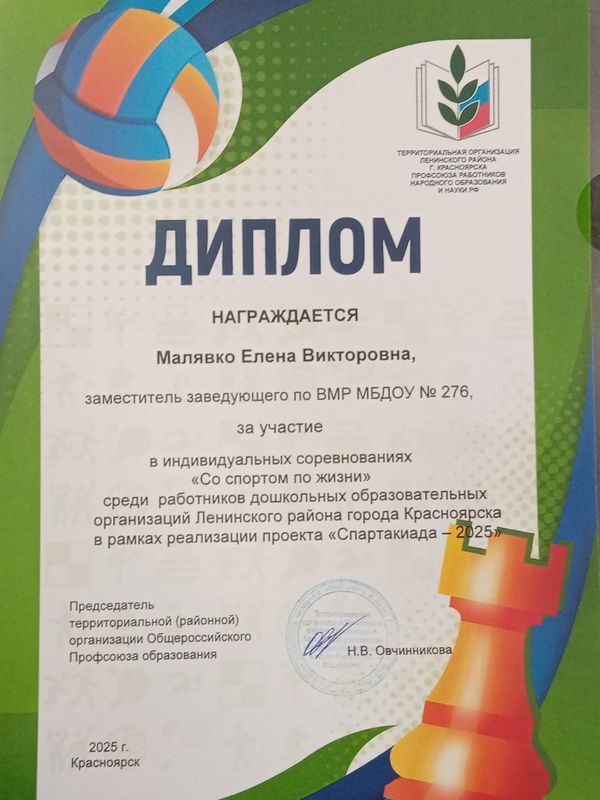 ТЕРРИТОРИАЛЬНАЯ ОРГАНИЗАЦИЯ
ЛЕНИНСКОГО РАЙОНА
Г. КРАСНОЯРСКА
ПРОФСОЮЗА РАБОТНИКОВ
НАРОДНОГО ОБРАЗОВАНИЯ
И НАУКИ РФ
ДИПЛОМ
НАГРАЖДАЕТСЯ
Малявко Елена Викторовна,
заместитель заведующего по ВМР МБДОУ № 276,
за участие
в индивидуальных соревнованиях
«Со спортом по жизни»
среди работников дошкольных образовательных
организаций Ленинского района города Красноярска
в рамках реализации проекта «Спартакиада – 2025»
Председатель
территориальной (районной)
организации Общероссийского
Профсоюза образования
Н.В. Овчинникова
2025 г.
Красноярск